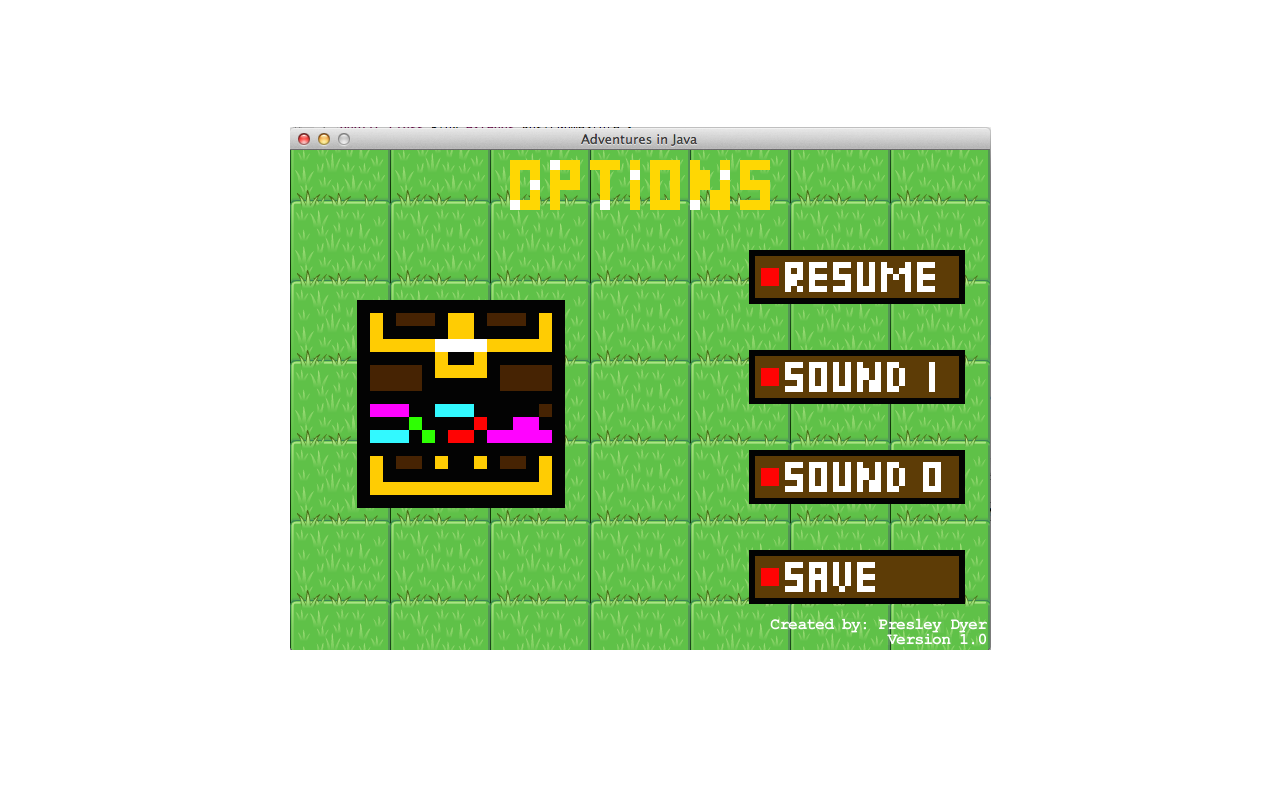 Adventures in Java
OPTIONS
RESUME
SOUND 1
SOUND 0
SAVE
Created by: Presley Dyer
Version 1.0